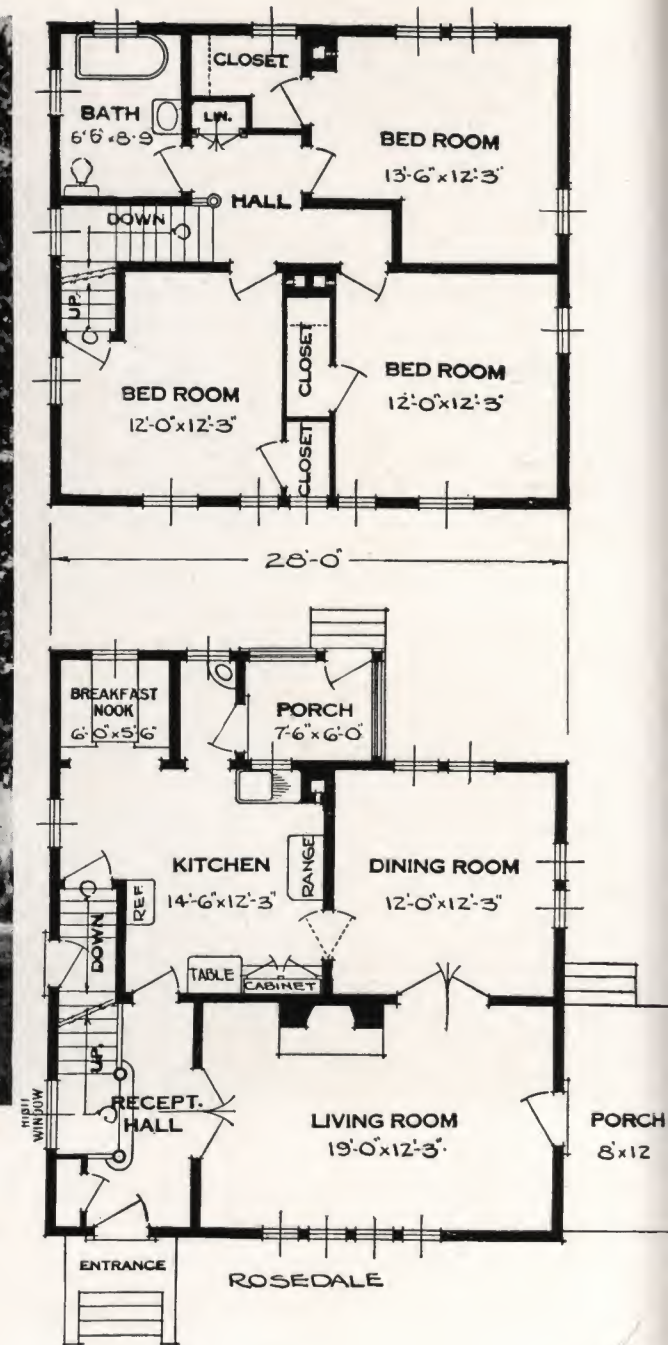 CLOSET
BATH
6'5"x8'-9
LIN.
BED ROOM
13'-6"x12'-3"
HALL
DOWN
UP.
BED ROOM
12'-0"x12'-3"
CLOSET
CLOSET
BED ROOM
12'-0"x12'-3"
28'-0"
BREAKFAST
NOOK
6'-0"x5'6"
PORCH
7'-6"x6'-0"
KITCHEN
14'-6"x12'-3"
REF.
RANGE
DINING ROOM
12'-0"x12'-3"
DOWN
TABLE
CABINET
UP.
HIGH
WINDOW
RECEPT.
HALL
LIVING ROOM
19'-0"x12'-3"
PORCH
8'x12
ENTRANCE
ROSEDALE